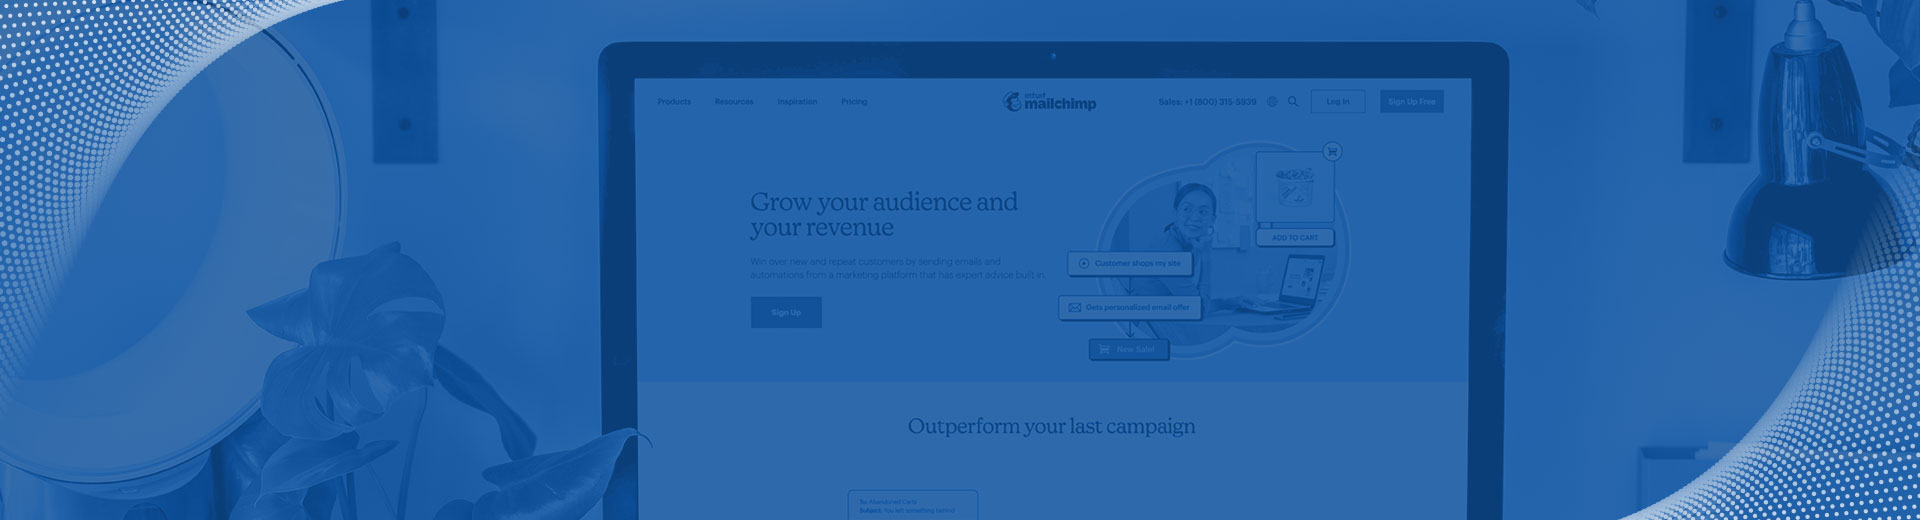 Products Resources Inspiration Pricing
intuit
mailchimp
Sales: +1 (800) 315-5939
Log In
Sign Up Free
Grow your audience and
your revenue
Win over new and repeat customers by sending emails and
automations from a marketing platform that has expert advice built in.
Sign Up
ADD TO CART
Customer shops my site
Gets personalized email offer
New Sale!
Outperform your last campaign
To: Abandoned Carts
Subject: You left something behind